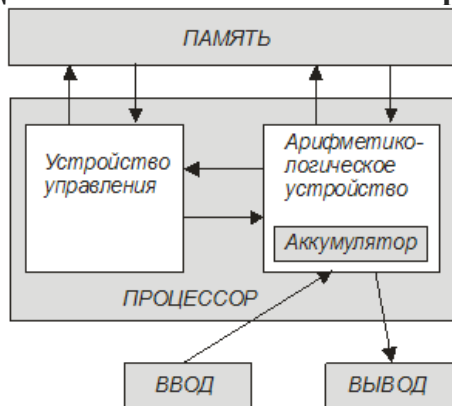 ПАМЯТЬ
Устройство
управления
Арифметико-
логическое
устройство
Аккумулятор
ПРОЦЕССОР
ВВОД
ВЫВОД